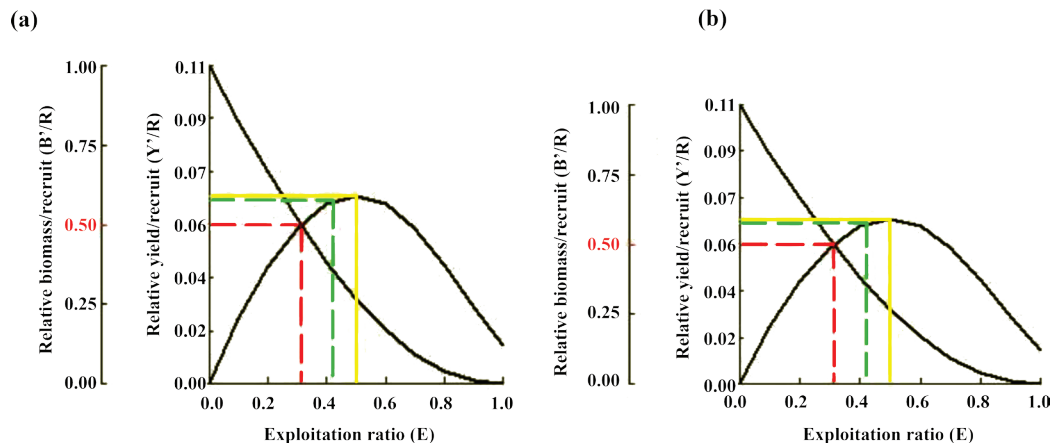 (a)
Relative biomass/recruit (B’/R)
1.00
0.75
0.50
0.25
0.00
Relative yield/recruit (Y’/R)
0.11
0.09
0.07
0.06
0.04
0.02
0.00
0.0 0.2 0.4 0.6 0.8 1.0
Exploitation ratio (E)
(b)
Relative biomass/recruit (B’/R)
1.00
0.75
0.50
0.25
0.00
Relative yield/recruit (Y’/R)
0.11
0.09
0.07
0.06
0.04
0.02
0.00
0.0 0.2 0.4 0.6 0.8 1.0
Exploitation ratio (E)